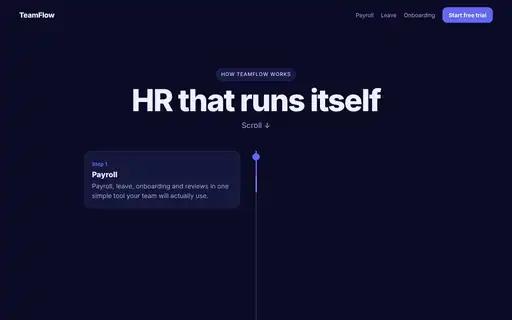 TeamFlow
Payroll Leave Onboarding Start free trial
HOW TEAMFLOW WORKS
HR that runs itself
Scroll ↓
Step 1
Payroll
Payroll, leave, onboarding and reviews in one
simple tool your team will actually use.